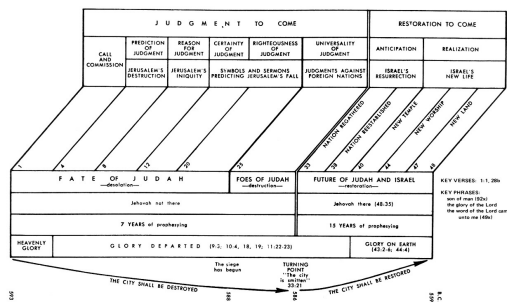 JUDGMENT TO COME
RESTORATION TO COME
CALL
AND
COMMISSION
PREDICTION
OF
JUDGMENT
REASON
FOR
JUDGMENT
CERTAINTY
OF
JUDGMENT
RIGHTEOUSNESS
OF
JUDGMENT
UNIVERSALITY
OF
JUDGMENT
ANTICIPATION
REALIZATION
JERUSALEM'S
DESTRUCTION
JERUSALEM'S
INIQUITY
SYMBOLS AND SERMONS
PREDICTING JERUSALEM'S FALL
JUDGMENTS AGAINST
FOREIGN NATIONS
ISRAEL'S
RESURRECTION
ISRAEL'S
NEW LIFE
NATION REGATHERED
NATION REESTABLISHED
NEW TEMPLE
NEW WORSHIP
NEW LAND
1
4
8
12
20
25
33
39
40
44
47
48
FATE OF JUDAH
—desolation—
FOES OF JUDAH
—destruction—
FUTURE OF JUDAH AND ISRAEL
—restoration—
Jehovah not there
Jehovah there (48:35)
7 YEARS of prophesying
15 YEARS of prophesying
HEAVENLY
GLORY
GLORY DEPARTED (9:3; 10:4, 18, 19; 11:22-23)
GLORY ON EARTH
(43:2-6; 44:4)
KEY VERSES: 1:1, 28b
KEY PHRASES:
son of man (92x)
the glory of the Lord
the word of the Lord came
unto me (49x)
The siege
has begun
TURNING
POINT
"The city
is smitten"
33:21
THE CITY SHALL BE DESTROYED
THE CITY SHALL BE RESTORED
593
588
586
B.C.